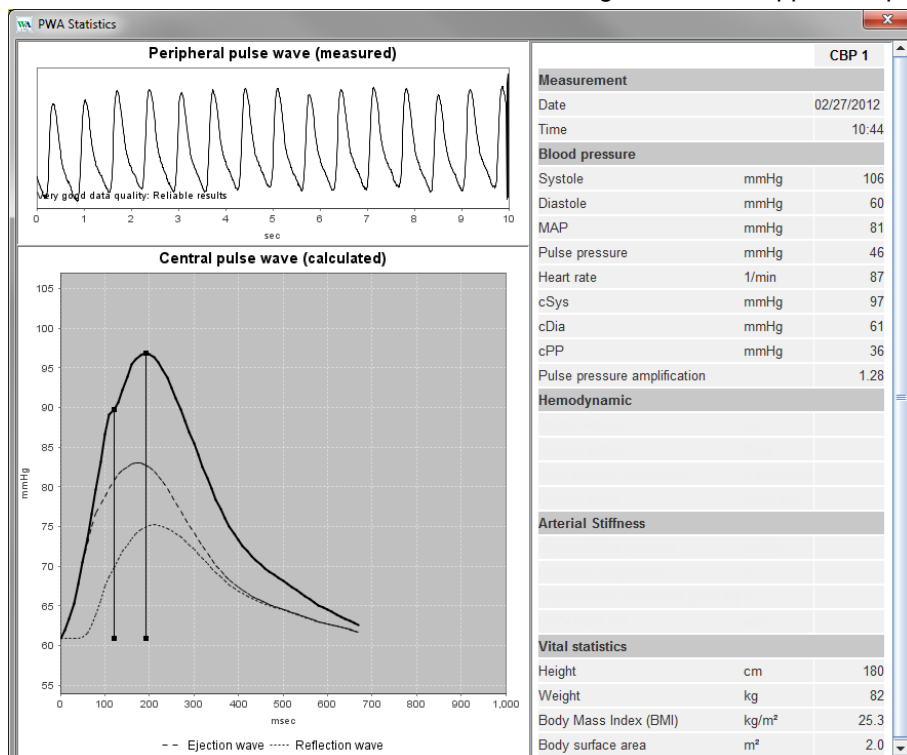 PWA Statistics
Peripheral pulse wave (measured)
Very good data quality: Reliable results
0 1 2 3 4 5 6 7 8 9 10
sec
Central pulse wave (calculated)
105
100
95
90
85
80
75
70
65
60
55
mmHg
0 100 200 300 400 500 600 700 800 900 1,000
msec
Ejection wave Reflection wave
CBP 1
Measurement
Date 02/27/2012
Time 10:44
Blood pressure
Systole mmHg 106
Diastole mmHg 60
MAP mmHg 81
Pulse pressure mmHg 46
Heart rate 1/min 87
cSys mmHg 97
cDia mmHg 61
cPP mmHg 36
Pulse pressure amplification 1.28
Hemodynamic
Arterial Stiffness
Vital statistics
Height cm 180
Weight kg 82
Body Mass Index (BMI) kg/m² 25.3
Body surface area m² 2.0